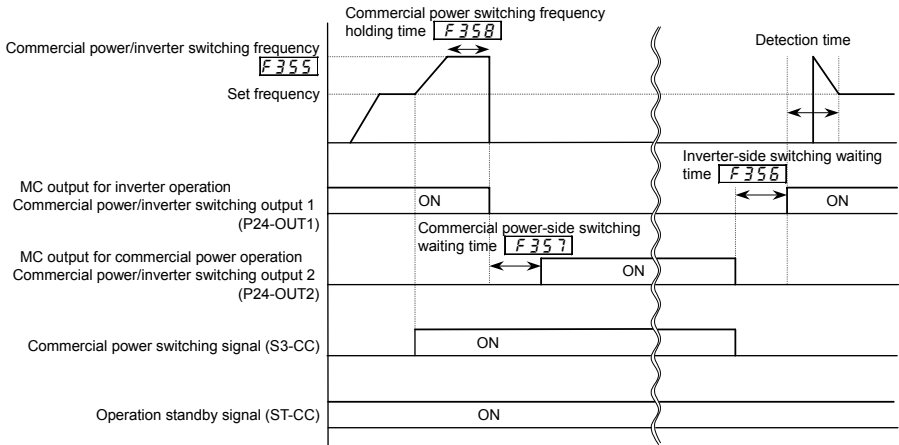 Commercial power switching frequency
holding time F358
Commercial power/inverter switching frequency
F355
Detection time
Set frequency
Inverter-side switching waiting
time F356
MC output for inverter operation
Commercial power/inverter switching output 1
(P24-OUT1)
ON
ON
Commercial power-side switching
waiting time F357
MC output for commercial power operation
Commercial power/inverter switching output 2
(P24-OUT2)
ON
Commercial power switching signal (S3-CC)
ON
Operation standby signal (ST-CC)
ON